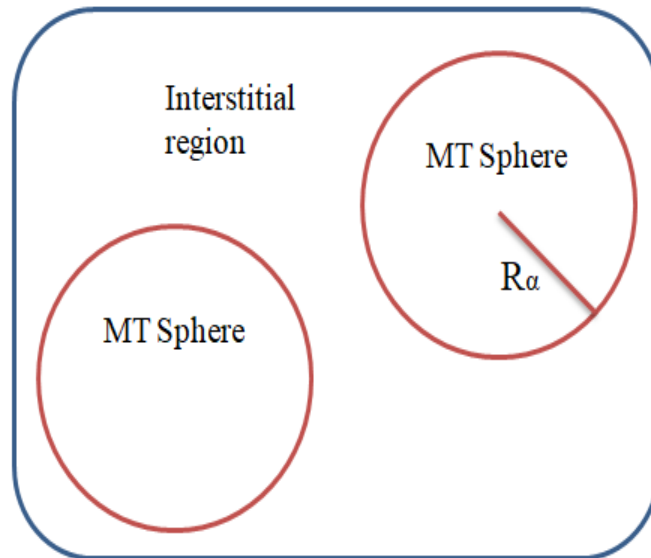 Interstitial
region
MT Sphere
Rα
MT Sphere